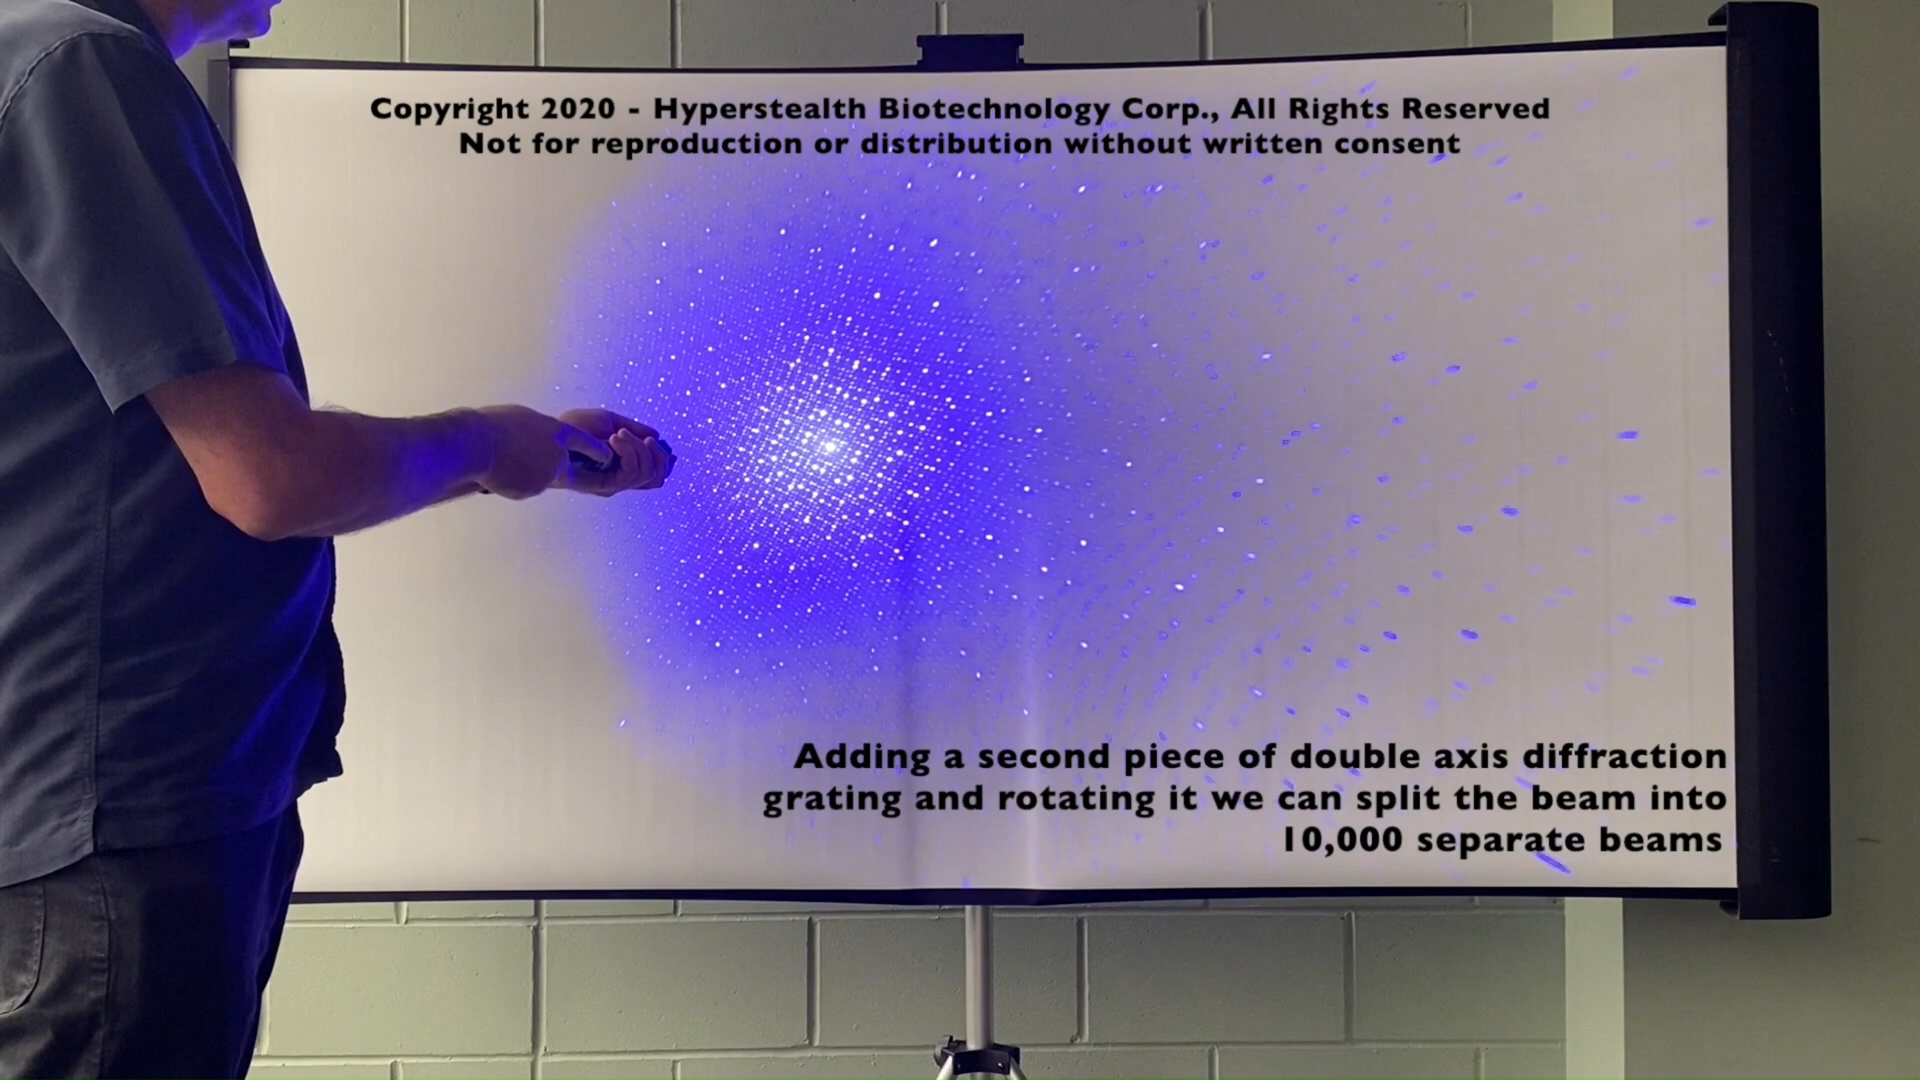 Copyright 2020 - Hyperstealth Biotechnology Corp., All Rights Reserved
Not for reproduction or distribution without written consent
Adding a second piece of double axis diffraction
grating and rotating it we can split the beam into
10,000 separate beams